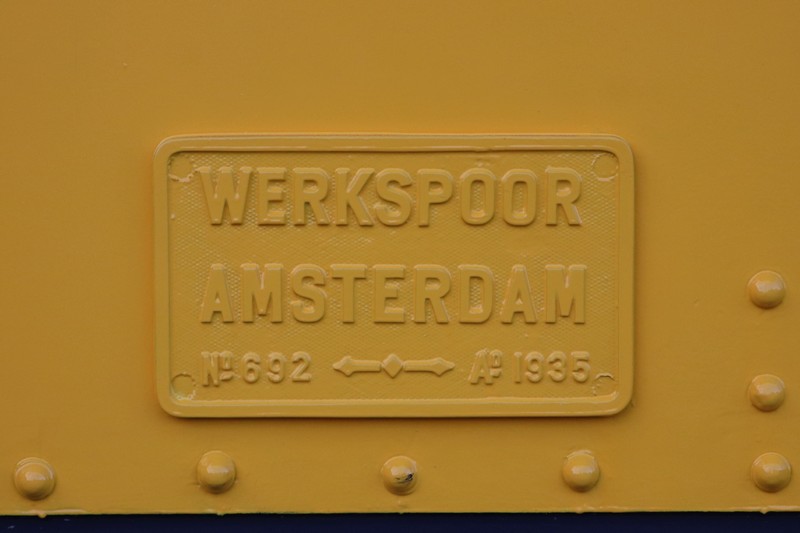 WERKSPOOR
AMSTERDAM
Nº 692 Aº 1935